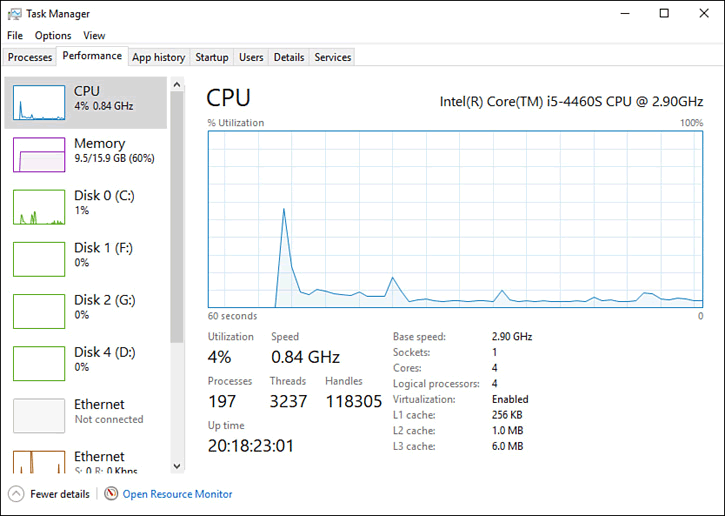 Task Manager
File Options View
Processes Performance App history Startup Users Details Services
CPU
4% 0.84 GHz
Memory
9.5/15.9 GB (60%)
Disk 0 (C:)
1%
Disk 1 (F:)
0%
Disk 2 (G:)
0%
Disk 4 (D:)
0%
Ethernet
Not connected
Ethernet
S: 0 R: 0 Kbps
CPU
Intel(R) Core(TM) i5-4460S CPU @ 2.90GHz
% Utilization 100%
60 seconds 0
Utilization Speed
4% 0.84 GHz
Processes Threads Handles
197 3237 118305
Up time
20:18:23:01
Base speed: 2.90 GHz
Sockets: 1
Cores: 4
Logical processors: 4
Virtualization: Enabled
L1 cache: 256 KB
L2 cache: 1.0 MB
L3 cache: 6.0 MB
Fewer details Open Resource Monitor